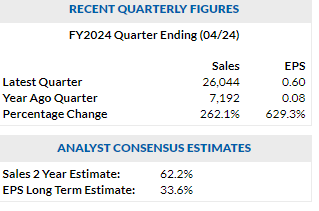 RECENT QUARTERLY FIGURES
FY2024 Quarter Ending (04/24)
Sales EPS
Latest Quarter 26,044 0.60
Year Ago Quarter 7,192 0.08
Percentage Change 262.1% 629.3%
ANALYST CONSENSUS ESTIMATES
Sales 2 Year Estimate: 62.2%
EPS Long Term Estimate: 33.6%